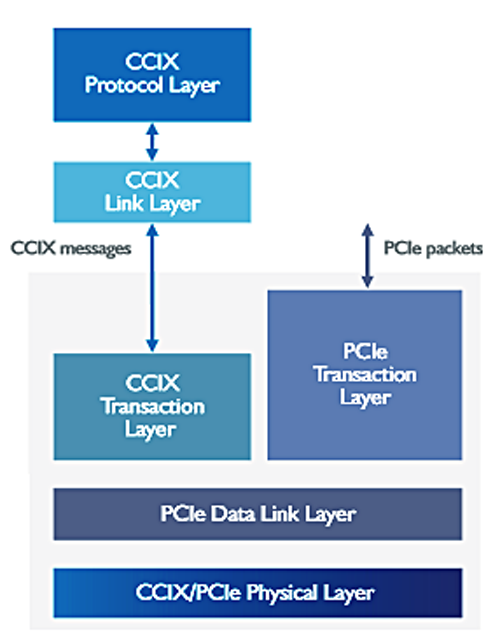 CCIX
Protocol Layer
CCIX
Link Layer
CCIX messages
PCIe packets
PCIe
Transaction
Layer
CCIX
Transaction
Layer
PCIe Data Link Layer
CCIX/PCIe Physical Layer